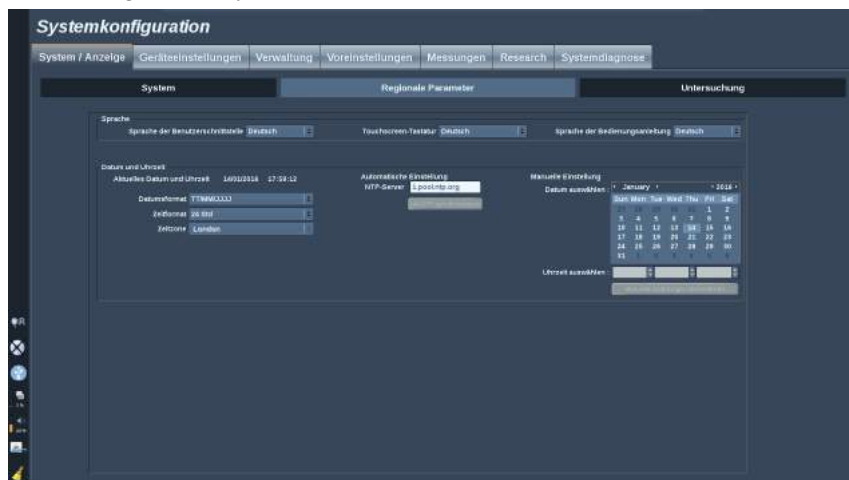 Systemkonfiguration
System / Anzeige Geräteeinstellungen Verwaltung Voreinstellungen Messungen Research Systemdiagnose
System Regionale Parameter Untersuchung
Sprache
Sprache der Benutzerschnittstelle Deutsch Touchscreen-Tastatur Deutsch Sprache der Bedienungsanleitung Deutsch
Datum und Uhrzeit
Aktuelles Datum und Uhrzeit 14/01/2016 17:59:12
Datumsformat TTMMJJJJ
Zeitformat 24 Std
Zeitzone London
Automatische Einstellung
NTP-Server 1.pool.ntp.org
Manuelle Einstellung
Datum auswählen January 2016
Sun Mon Tue Wed Thu Fri Sat
1 2
3 4 5 6 7 8 9
10 11 12 13 14 15 16
17 18 19 20 21 22 23
24 25 26 27 28 29 30
31
Uhrzeit auswählen